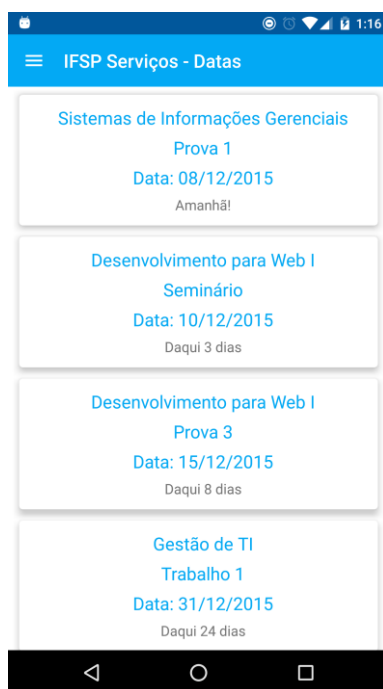 1:16
IFSP Serviços - Datas
Sistemas de Informações Gerenciais
Prova 1
Data: 08/12/2015
Amanhã!
Desenvolvimento para Web I
Seminário
Data: 10/12/2015
Daqui 3 dias
Desenvolvimento para Web I
Prova 3
Data: 15/12/2015
Daqui 8 dias
Gestão de TI
Trabalho 1
Data: 31/12/2015
Daqui 24 dias